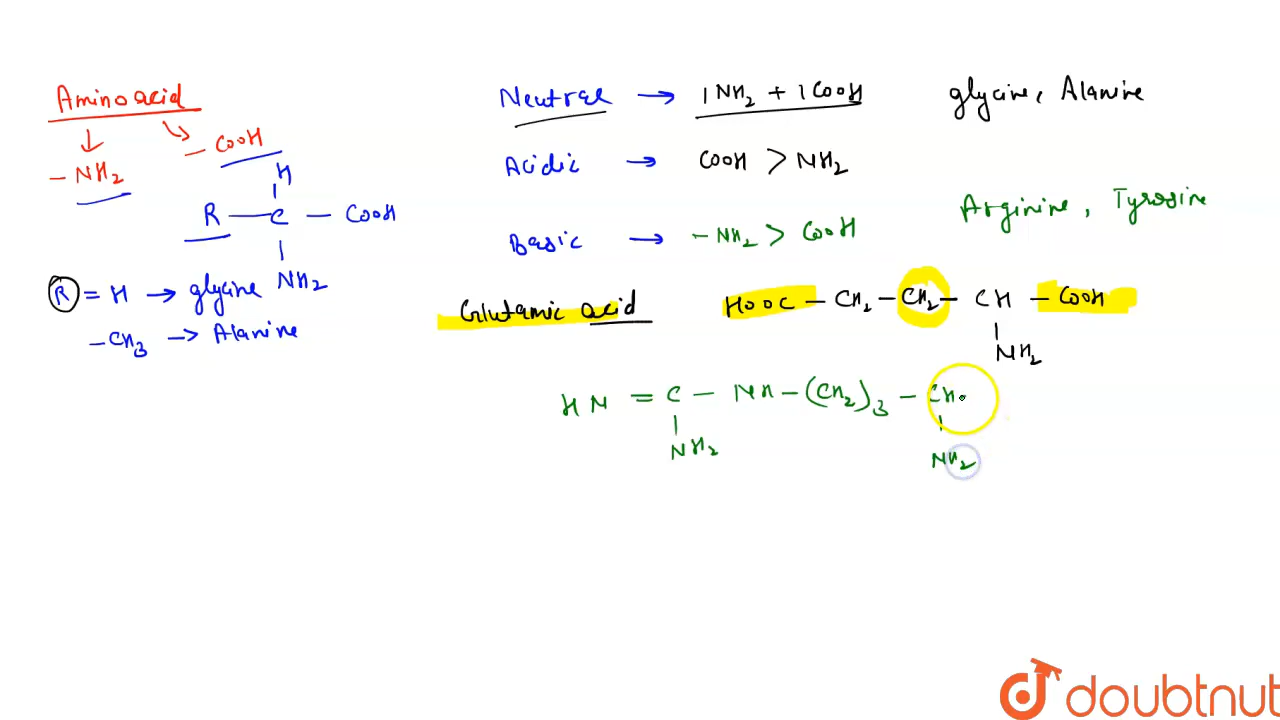 Aminoacid
- NH2
- COOH
H
R — C — COOH
NH2
R = H → glycine
- CH3 → Alanine
Neutral → 1NH2 + 1COOH glycine, Alanine
Acidic → COOH > NH2
Basic → - NH2 > COOH Arginine, Tyrosine
Glutamic acid HOOC - CH2 - CH2 - CH - COOH
NH2
HN = C - NH - (CH2)3 - CH
NH2 NH2
doubtnut